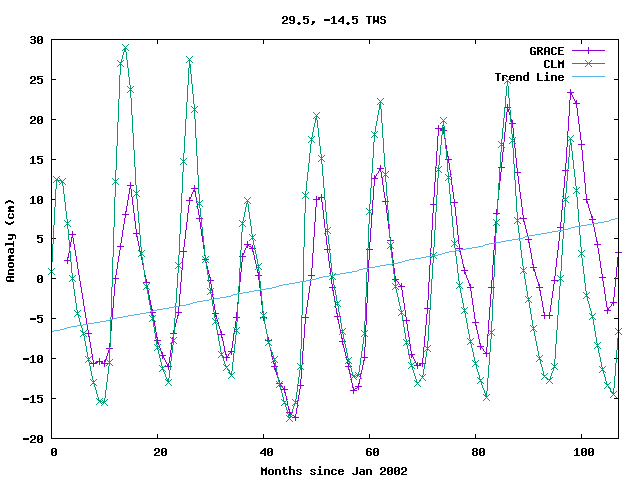 29.5, -14.5 TWS
GRACE
CLM
Trend Line
30
25
20
15
10
5
0
-5
-10
-15
-20
Anomaly (cm)
0 20 40 60 80 100
Months since Jan 2002